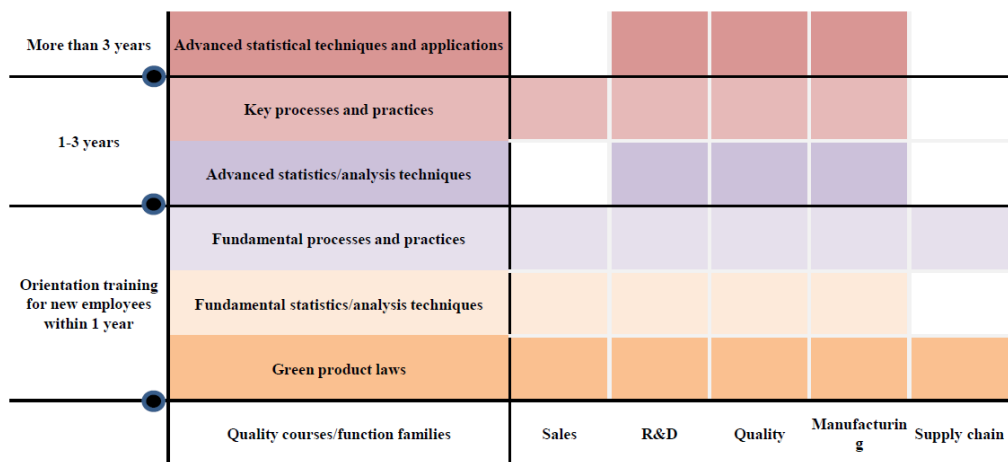 More than 3 years
Advanced statistical techniques and applications
Key processes and practices
1-3 years
Advanced statistics/analysis techniques
Fundamental processes and practices
Orientation training
for new employees
within 1 year
Fundamental statistics/analysis techniques
Green product laws
Quality courses/function families
Sales
R&D
Quality
Manufacturin
g
Supply chain